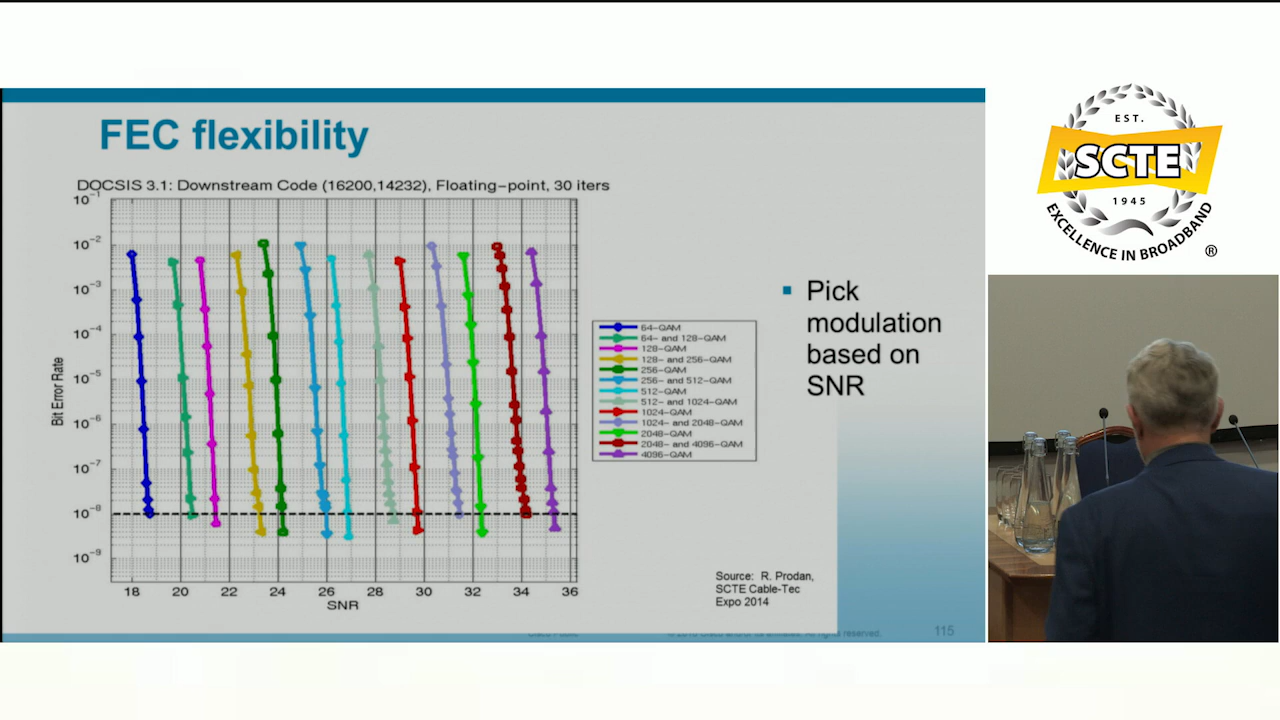 FEC flexibility
DOCSIS 3.1: Downstream Code (16200,14232), Floating-point, 30 iters
10-1
10-2
10-3
10-4
10-5
10-6
10-7
10-8
10-9
Bit Error Rate
18 20 22 24 26 28 30 32 34 36
SNR
64-QAM
64- and 128-QAM
128-QAM
128- and 256-QAM
256-QAM
256- and 512-QAM
512-QAM
512- and 1024-QAM
1024-QAM
1024- and 2048-QAM
2048-QAM
2048- and 4096-QAM
4096-QAM
▪ Pick
modulation
based on
SNR
Source: R. Prodan,
SCTE Cable-Tec
Expo 2014
reserved.
115
EST.
SCTE
1945
EXCELLENCE IN BROADBAND
®